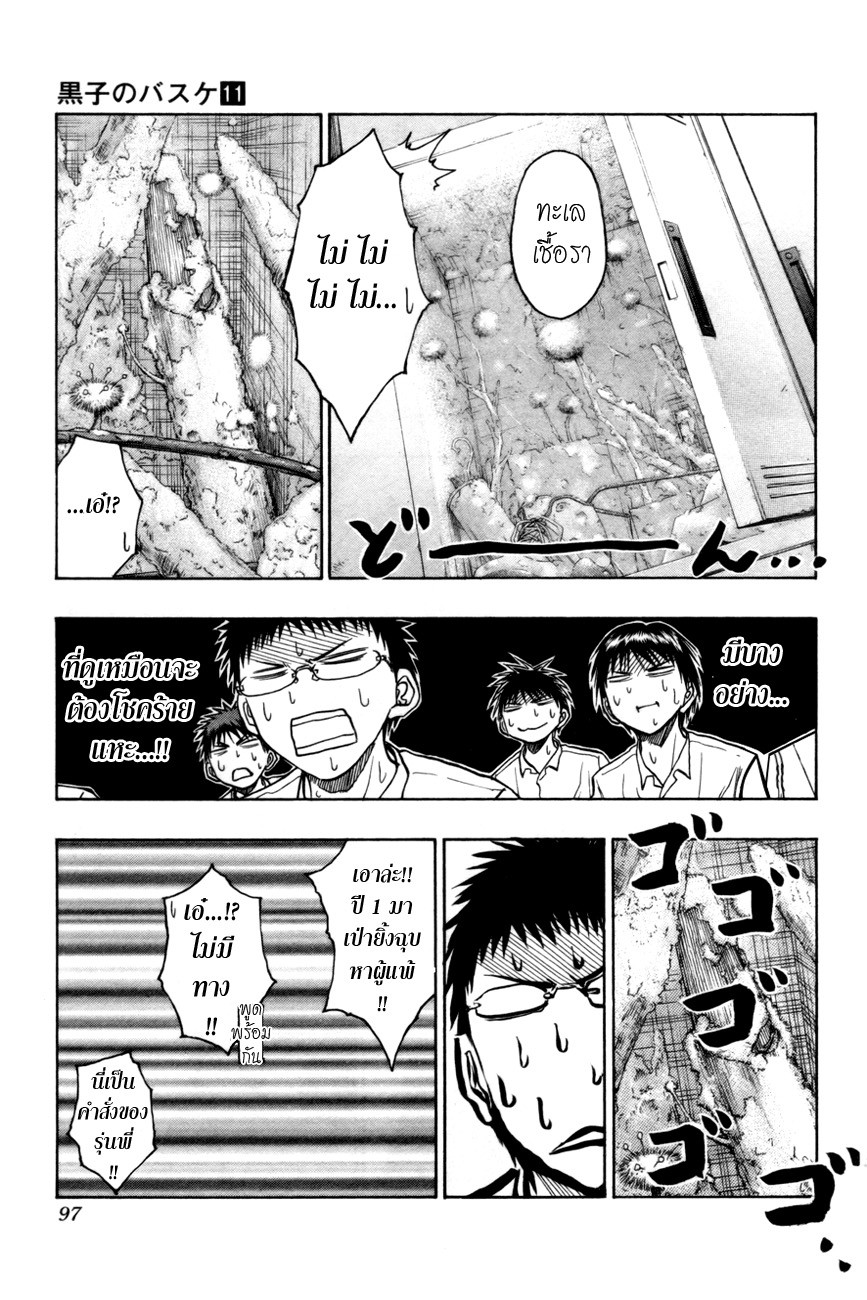 黒子のバスケ11
ทะเล
เชื้อรา
ไม่ ไม่
ไม่ ไม่...
ど ー ん...
...เอ๋!?
มีบาง
อย่าง...
ที่ดูเหมือนจะ
ต้องโชคร้าย
แหะ...!!
ゴ
ゴ
ゴ
ゴ
ゴ...
เอาล่ะ!!
ปี 1 มา
เป่ายิ้งฉุบ
หาผู้แพ้
!!
เอ๋...!?
ไม่มี
ทาง
!!
พูด
พร้อม
กัน
นี่เป็น
คำสั่งของ
รุ่นพี่
!!
97